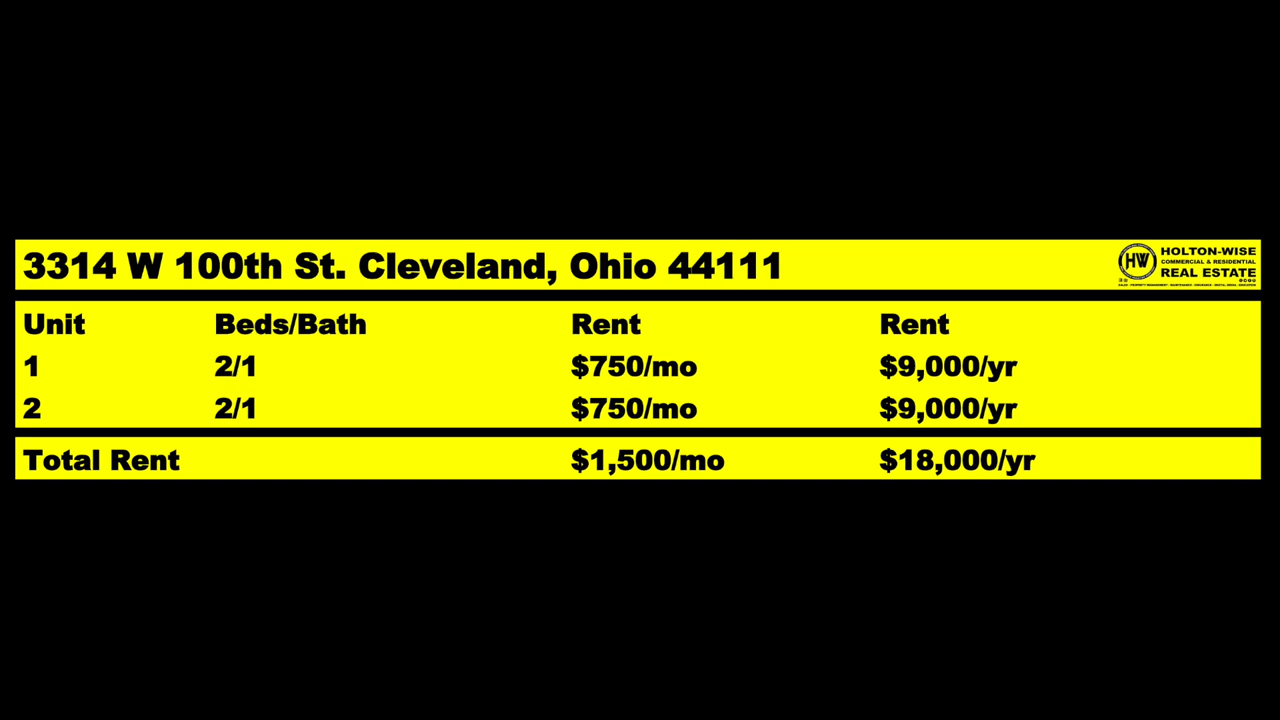 3314 W 100th St. Cleveland, Ohio 44111
HW
HOLTON-WISE
COMMERCIAL & RESIDENTIAL
REAL ESTATE
Unit Beds/Bath Rent Rent
1 2/1 $750/mo $9,000/yr
2 2/1 $750/mo $9,000/yr
Total Rent $1,500/mo $18,000/yr